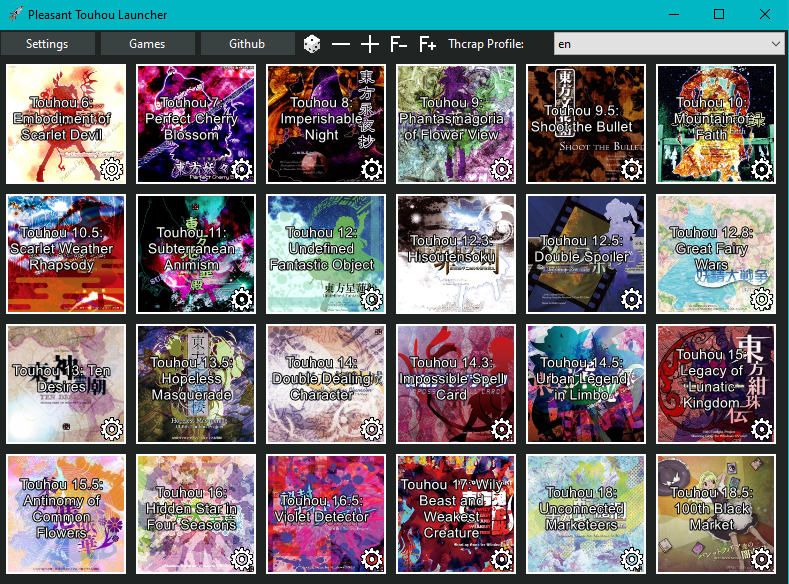 Pleasant Touhou Launcher
Settings Games Github F- F+ Thcrap Profile: en
Touhou 6:
Embodiment of
Scarlet Devil
Touhou 7:
Perfect Cherry
Blossom
Touhou 8:
Imperishable
Night
東方永夜抄
Touhou 9:
Phantasmagoria
of Flower View
Touhou 9.5:
Shoot the Bullet
SHOOT THE BULLET
Touhou 10:
Mountain of
Faith
Touhou 10.5:
Scarlet Weather
Rhapsody
Touhou 11:
Subterranean
Animism
Touhou 12:
Undefined
Fantastic Object
Touhou 12.3:
Hisoutensoku
Touhou 12.5:
Double Spoiler
Touhou 12.8:
Great Fairy
Wars
Touhou 13: Ten
Desires
Touhou 13.5:
Hopeless
Masquerade
Touhou 14:
Double Dealing
Character
Touhou 14.3:
Impossible Spell
Card
Touhou 14.5:
Urban Legend
in Limbo
Touhou 15:
Legacy of
Lunatic
Kingdom
東方紺珠伝
Touhou 15.5:
Antinomy of
Common
Flowers
Touhou 16:
Hidden Star in
Four Seasons
Touhou 16.5:
Violet Detector
Touhou 17: Wily
Beast and
Weakest
Creature
Touhou 18:
Unconnected
Marketeers
Touhou 18.5:
100th Black
Market